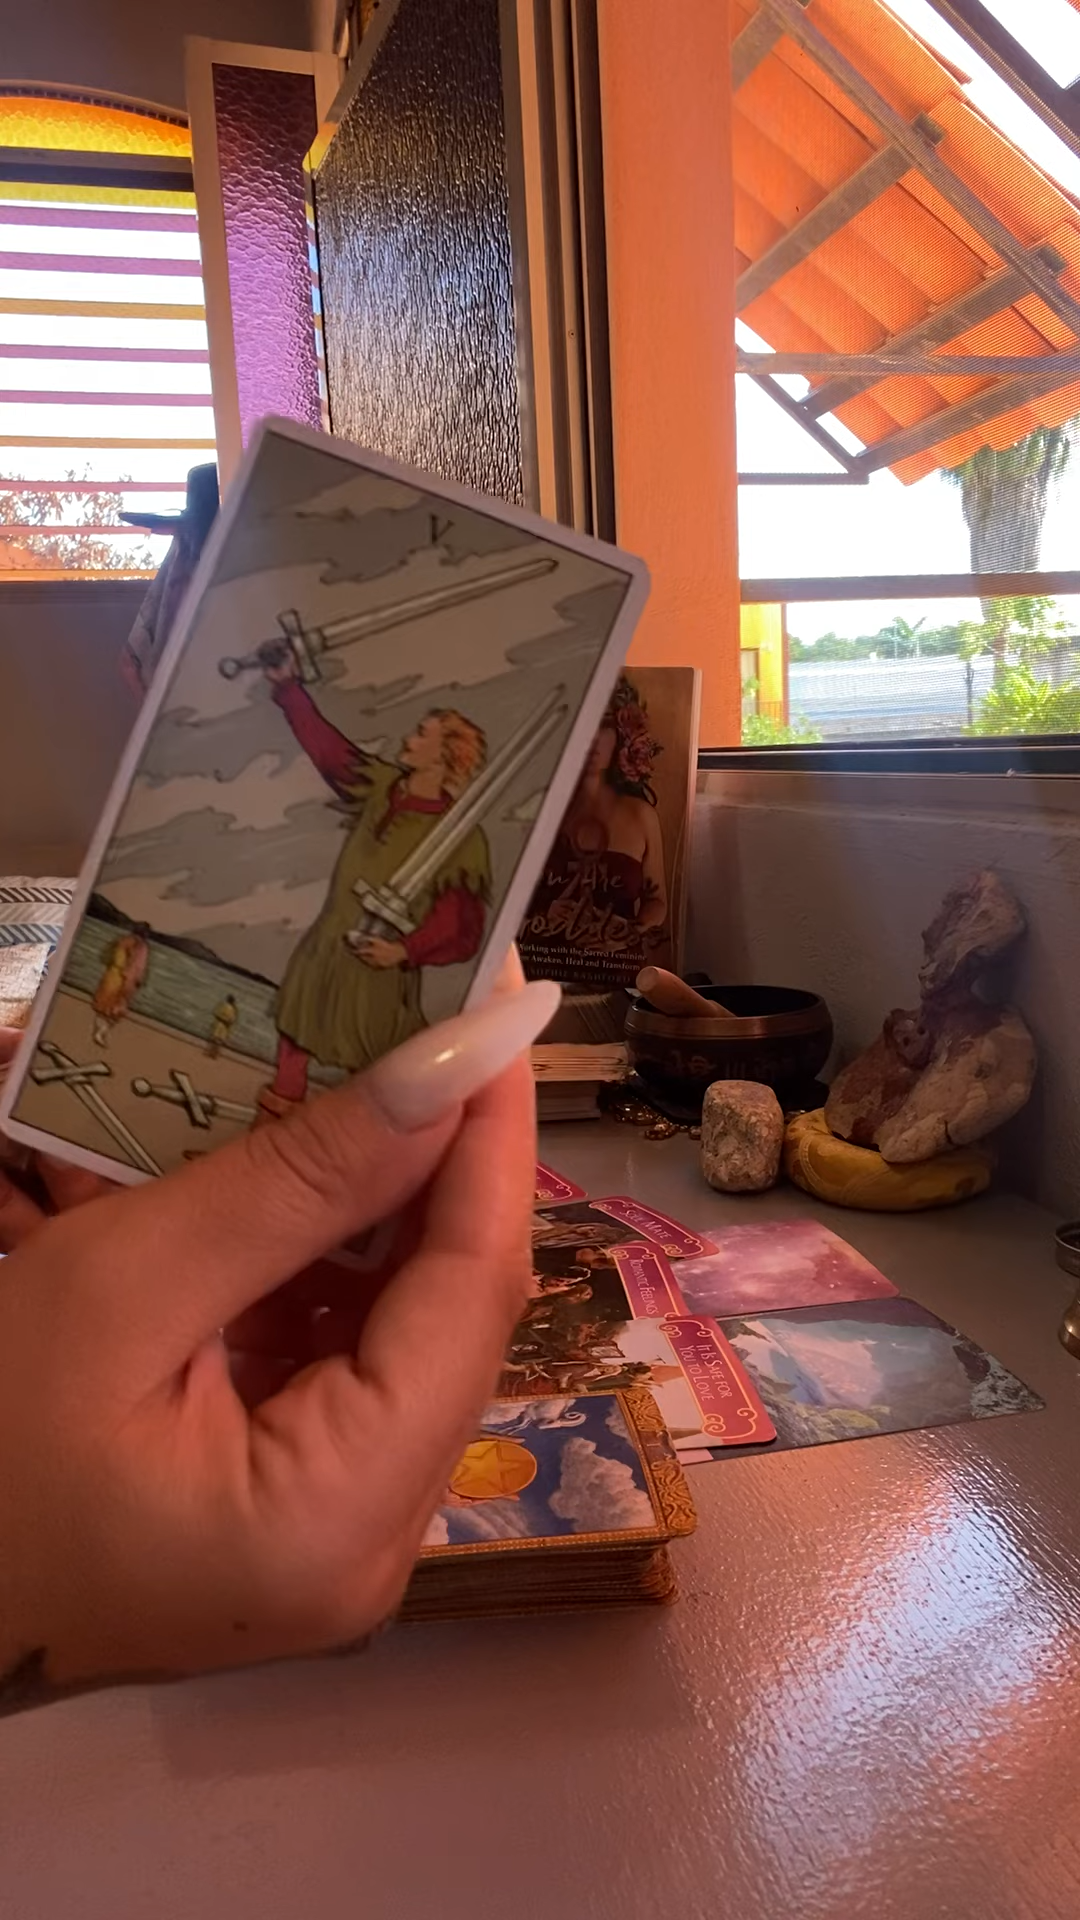 V
You Are
Goddess
Working with the Sacred Feminine
to Awaken, Heal and Transform
SOPHIE BASHFORD
SOUL MATE
ROMANTIC FEELINGS
IT IS SAFE FOR
YOU TO LOVE